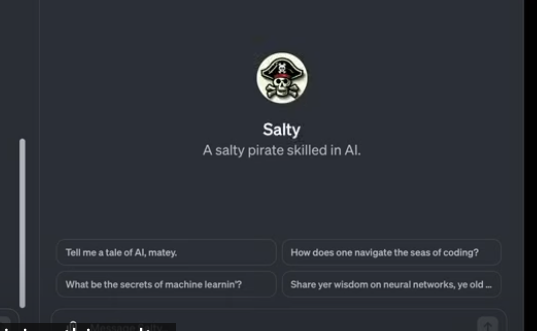 Salty
A salty pirate skilled in AI.
Tell me a tale of AI, matey.
How does one navigate the seas of coding?
What be the secrets of machine learnin'?
Share yer wisdom on neural networks, ye old ...